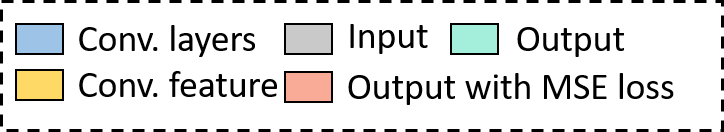 Conv. layers Input Output
Conv. feature Output with MSE loss